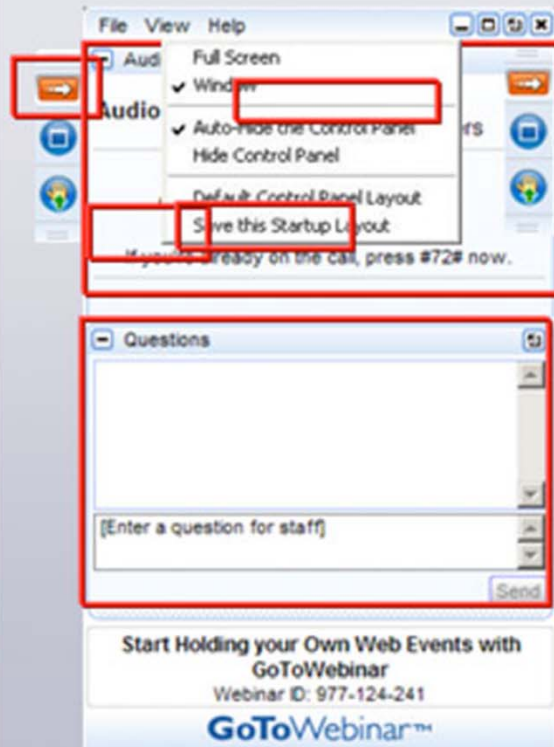 File View Help
Audi
Full Screen
Window
Audio
Auto-Hide the Control Panel
ers
Hide Control Panel
Default Control Panel Layout
Save this Startup Layout
If you're already on the call, press #72# now.
Questions
[Enter a question for staff]
Send
Start Holding your Own Web Events with
GoToWebinar
Webinar ID: 977-124-241
GoToWebinar™